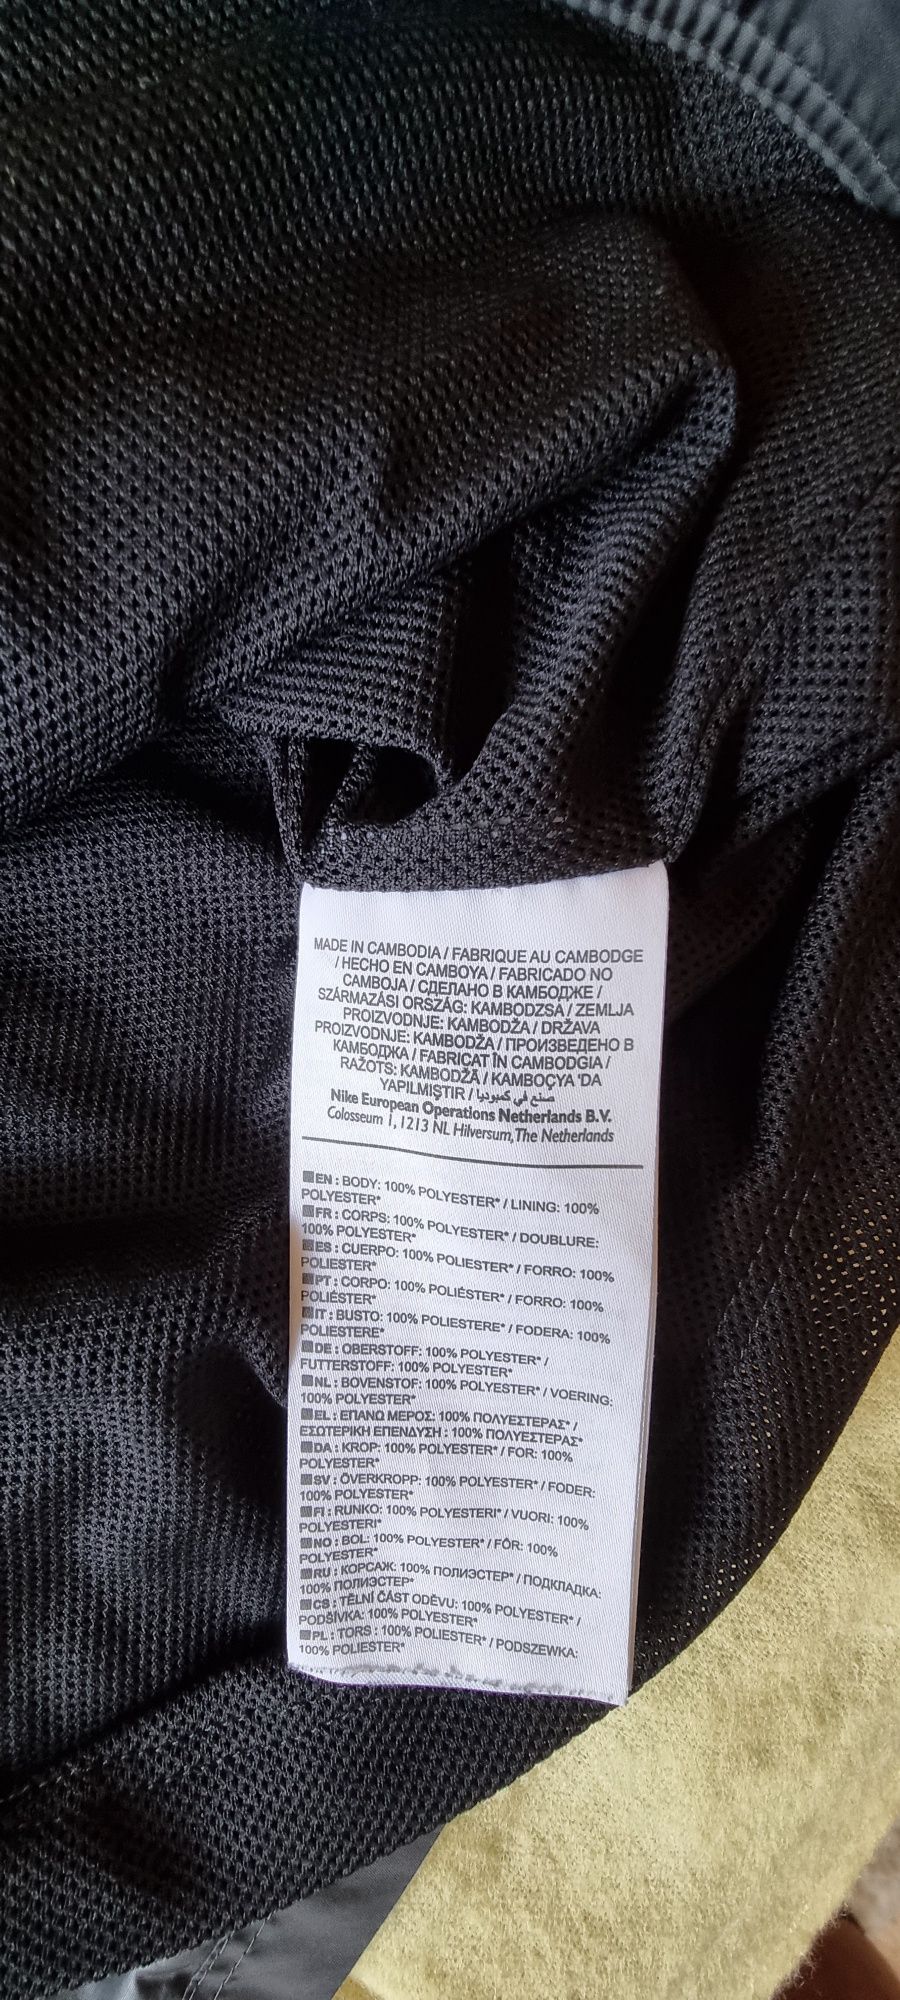 MADE IN CAMBODIA / FABRIQUE AU CAMBODGE
/ HECHO EN CAMBOYA / FABRICADO NO
CAMBOJA / СДЕЛАНО В КАМБОДЖЕ /
SZÁRMAZÁSI ORSZÁG: KAMBODZSA / ZEMLJA
PROIZVODNJE: KAMBODŽA / DRŽAVA
PROIZVODNJE: KAMBODŽA / ПРОИЗВЕДЕНО В
КАМБОДЖА / FABRICAT ÎN CAMBODGIA /
RAŽOTS: KAMBODŽĀ / KAMBOÇYA 'DA
YAPILMIŞTIR / صنع في كمبوديا
Nike European Operations Netherlands B.V.
Colosseum 1, 1213 NL Hilversum, The Netherlands
EN : BODY: 100% POLYESTER* / LINING: 100%
POLYESTER*
FR : CORPS: 100% POLYESTER* / DOUBLURE:
100% POLYESTER*
ES : CUERPO: 100% POLIESTER* / FORRO: 100%
POLIESTER*
PT : CORPO: 100% POLIÉSTER* / FORRO: 100%
POLIÉSTER*
IT : BUSTO: 100% POLIESTERE* / FODERA: 100%
POLIESTERE*
DE : OBERSTOFF: 100% POLYESTER* /
FUTTERSTOFF: 100% POLYESTER*
NL : BOVENSTOF: 100% POLYESTER* / VOERING:
100% POLYESTER*
EL : ΕΠΑΝΩ ΜΕΡΟΣ: 100% ΠΟΛΥΕΣΤΕΡΑΣ* /
ΕΣΩΤΕΡΙΚΗ ΕΠΕΝΔΥΣΗ : 100% ΠΟΛΥΕΣΤΕΡΑΣ*
DA : KROP: 100% POLYESTER* / FOR: 100%
POLYESTER*
SV : ÖVERKROPP: 100% POLYESTER* / FODER:
100% POLYESTER*
FI : RUNKO: 100% POLYESTERI* / VUORI: 100%
POLYESTERI*
NO : BOL: 100% POLYESTER* / FÔR: 100%
POLYESTER*
RU : КОРСАЖ: 100% ПОЛИЭСТЕР* / ПОДКЛАДКА:
100% ПОЛИЭСТЕР*
CS : TĚLNÍ ČÁST ODĚVU: 100% POLYESTER* /
PODŠÍVKA: 100% POLYESTER*
PL : TORS : 100% POLIESTER* / PODSZEWKA:
100% POLIESTER*